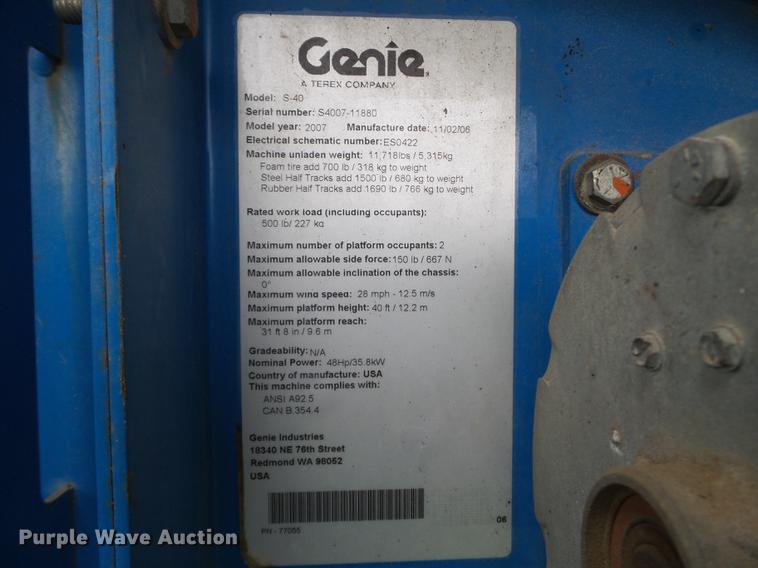 Genie
A TEREX COMPANY
Model: S-40
Serial number: S4007-11880
Model year: 2007 Manufacture date: 11/02/06
Electrical schematic number: ES0422
Machine unladen weight: 11,718lbs / 5,315kg
Foam tire add 700 lb / 318 kg to weight
Steel Half Tracks add 1500 lb / 680 kg to weight
Rubber Half Tracks add 1690 lb / 766 kg to weight
Rated work load (including occupants):
500 lb/ 227 kg
Maximum number of platform occupants: 2
Maximum allowable side force: 150 lb / 667 N
Maximum allowable inclination of the chassis:
0°
Maximum wind speed: 28 mph - 12.5 m/s
Maximum platform height: 40 ft / 12.2 m
Maximum platform reach:
31 ft 8 in / 9.6 m
Gradeability: N/A
Nominal Power: 48Hp/35.8kW
Country of manufacture: USA
This machine complies with:
ANSI A92.5
CAN B.354.4
Genie Industries
18340 NE 76th Street
Redmond WA 98052
USA
06
PN - 77055
Purple Wave Auction